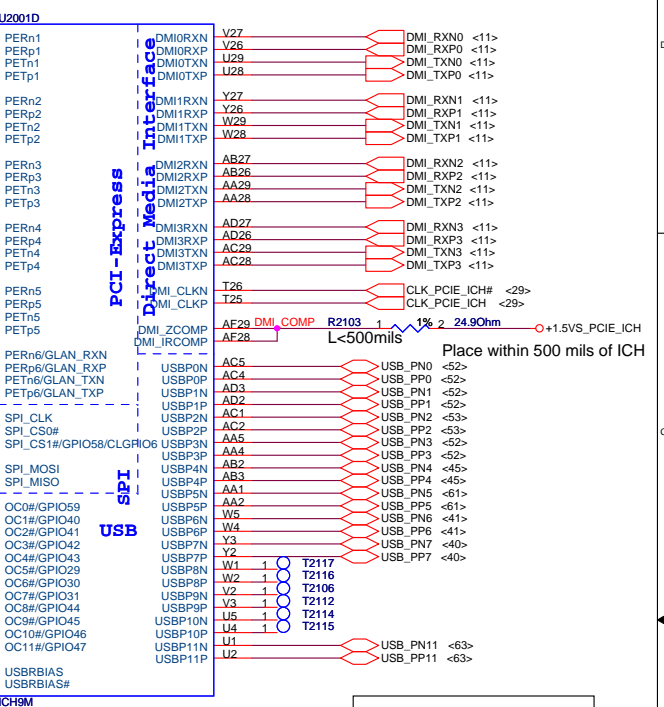 U2001D
PERn1 DMI0RXN V27 DMI_RXN0 <11>
PERp1 DMI0RXP V26 DMI_RXP0 <11>
PETn1 DMI0TXN U29 DMI_TXN0 <11>
PETp1 DMI0TXP U28 DMI_TXP0 <11>
PERn2 DMI1RXN Y27 DMI_RXN1 <11>
PERp2 DMI1RXP Y26 DMI_RXP1 <11>
PETn2 DMI1TXN W29 DMI_TXN1 <11>
PETp2 DMI1TXP W28 DMI_TXP1 <11>
PERn3 DMI2RXN AB27 DMI_RXN2 <11>
PERp3 DMI2RXP AB26 DMI_RXP2 <11>
PETn3 DMI2TXN AA29 DMI_TXN2 <11>
PETp3 DMI2TXP AA28 DMI_TXP2 <11>
PERn4 DMI3RXN AD27 DMI_RXN3 <11>
PERp4 DMI3RXP AD26 DMI_RXP3 <11>
PETn4 DMI3TXN AC29 DMI_TXN3 <11>
PETp4 DMI3TXP AC28 DMI_TXP3 <11>
PCI-Express
Direct Media Interface
PERn5 DMI_CLKN T26 CLK_PCIE_ICH# <29>
PERp5 DMI_CLKP T25 CLK_PCIE_ICH <29>
PETn5
PETp5 DMI_ZCOMP AF29 DMI_COMP R2103 1 1% 2 24.9Ohm +1.5VS_PCIE_ICH
DMI_IRCOMP AF28 L<500mils
Place within 500 mils of ICH
PERn6/GLAN_RXN
PERp6/GLAN_RXP USBP0N AC5 USB_PN0 <52>
PETn6/GLAN_TXN USBP0P AC4 USB_PP0 <52>
PETp6/GLAN_TXP USBP1N AD3 USB_PN1 <52>
USBP1P AD2 USB_PP1 <52>
SPI_CLK USBP2N AC1 USB_PN2 <53>
SPI_CS0# USBP2P AC2 USB_PP2 <53>
SPI_CS1#/GPIO58/CLGPIO6 USBP3N AA5 USB_PN3 <52>
USBP3P AA4 USB_PP3 <52>
SPI_MOSI USBP4N AB2 USB_PN4 <45>
SPI_MISO USBP4P AB3 USB_PP4 <45>
SPI
USBP5N AA1 USB_PN5 <61>
OC0#/GPIO59 USBP5P AA2 USB_PP5 <61>
OC1#/GPIO40 USBP6N W5 USB_PN6 <41>
OC2#/GPIO41 USBP6P W4 USB_PP6 <41>
USB
OC3#/GPIO42 USBP7N Y3 USB_PN7 <40>
OC4#/GPIO43 USBP7P Y2 USB_PP7 <40>
OC5#/GPIO29 USBP8N W1 1 T2117
OC6#/GPIO30 USBP8P W2 1 T2116
OC7#/GPIO31 USBP9N V2 1 T2106
OC8#/GPIO44 USBP9P V3 1 T2112
OC9#/GPIO45 USBP10N U5 1 T2114
OC10#/GPIO46 USBP10P U4 1 T2115
OC11#/GPIO47 USBP11N U1 USB_PN11 <63>
USBP11P U2 USB_PP11 <63>
USBRBIAS
USBRBIAS#
ICH9M